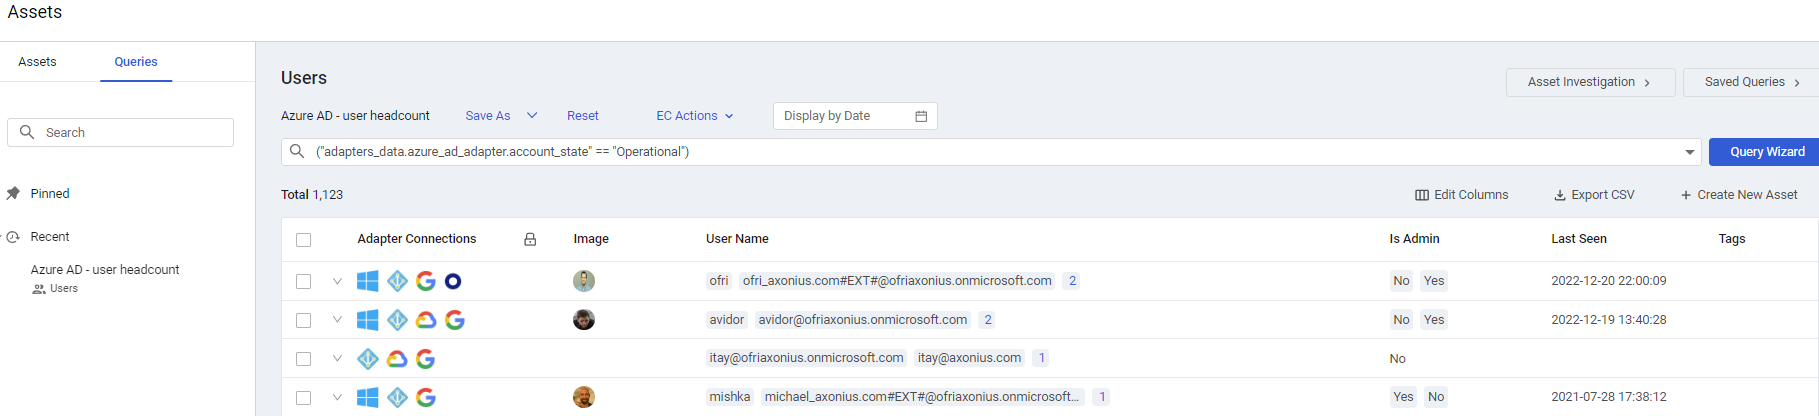 Assets
Assets Queries
Search
Pinned
Recent
Azure AD - user headcount
Users
Users
Asset Investigation Saved Queries
Azure AD - user headcount Save As Reset EC Actions Display by Date
("adapters_data.azure_ad_adapter.account_state" == "Operational") Query Wizard
Total 1,123 Edit Columns Export CSV + Create New Asset
Adapter Connections Image User Name Is Admin Last Seen Tags
ofri ofri_axonius.com#EXT#@ofriaxonius.onmicrosoft.com 2 No Yes 2022-12-20 22:00:09
avidor avidor@ofriaxonius.onmicrosoft.com 2 No Yes 2022-12-19 13:40:28
itay@ofriaxonius.onmicrosoft.com itay@axonius.com 1 No
mishka michael_axonius.com#EXT#@ofriaxonius.onmicrosoft... 1 Yes No 2021-07-28 17:38:12